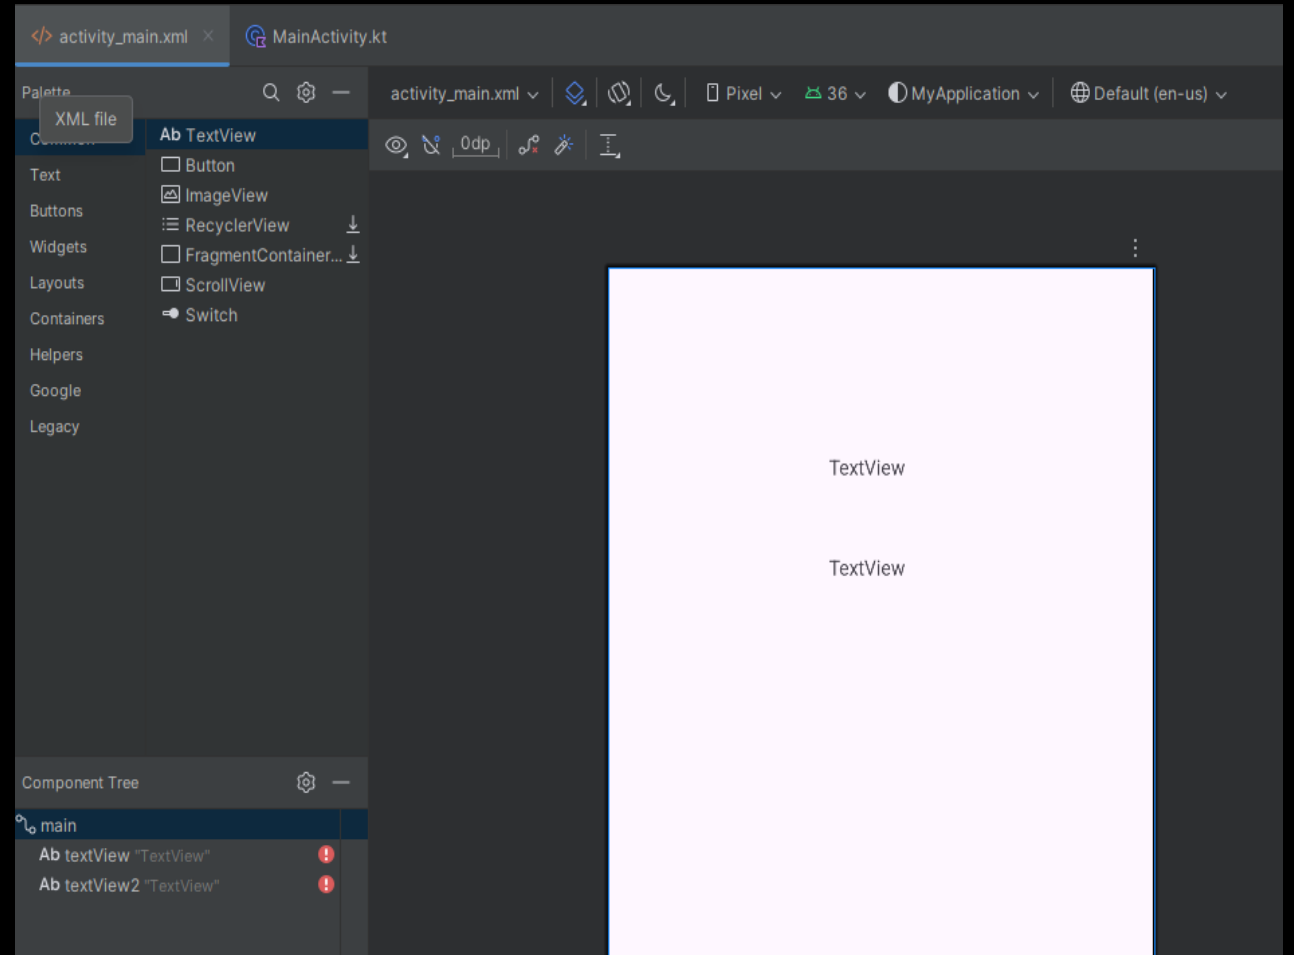 activity_main.xml
MainActivity.kt
Palette
XML file
Ab TextView
Text
Button
Buttons
ImageView
Widgets
RecyclerView
Layouts
FragmentContainer...
Containers
ScrollView
Helpers
Switch
Google
Legacy
activity_main.xml
Pixel
36
MyApplication
Default (en-us)
0dp
TextView
TextView
Component Tree
main
Ab textView "TextView"
Ab textView2 "TextView"